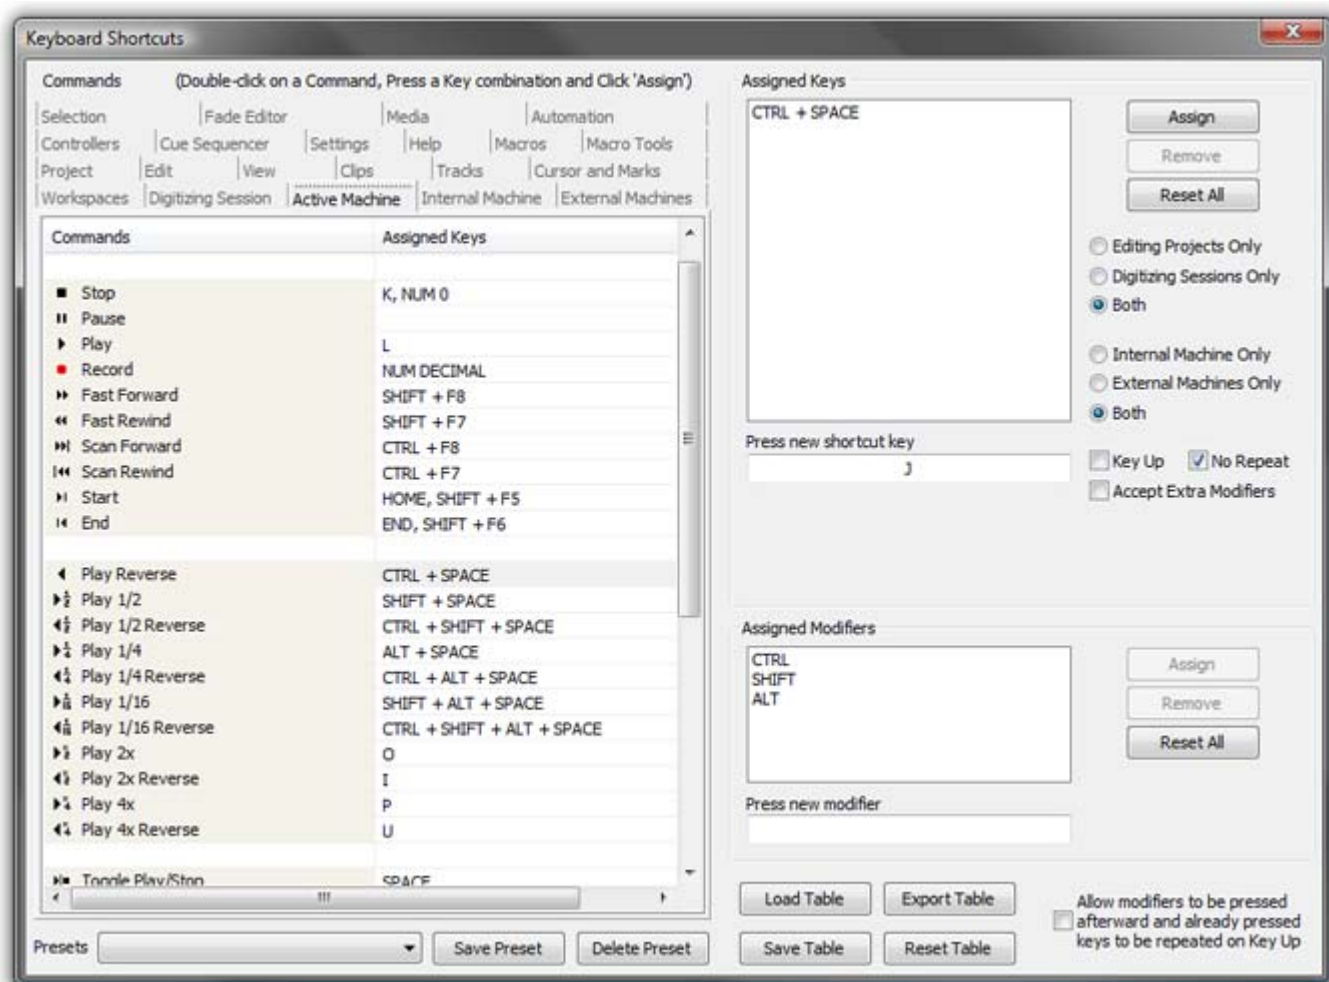 Keyboard Shortcuts
Commands (Double-click on a Command, Press a Key combination and Click 'Assign')
Selection Fade Editor Media Automation
Controllers Cue Sequencer Settings Help Macros Macro Tools
Project Edit View Clips Tracks Cursor and Marks
Workspaces Digitizing Session Active Machine Internal Machine External Machines
Commands Assigned Keys
Stop K, NUM 0
Pause
Play L
Record NUM DECIMAL
Fast Forward SHIFT + F8
Fast Rewind SHIFT + F7
Scan Forward CTRL + F8
Scan Rewind CTRL + F7
Start HOME, SHIFT + F5
End END, SHIFT + F6
Play Reverse CTRL + SPACE
Play 1/2 SHIFT + SPACE
Play 1/2 Reverse CTRL + SHIFT + SPACE
Play 1/4 ALT + SPACE
Play 1/4 Reverse CTRL + ALT + SPACE
Play 1/16 SHIFT + ALT + SPACE
Play 1/16 Reverse CTRL + SHIFT + ALT + SPACE
Play 2x O
Play 2x Reverse I
Play 4x P
Play 4x Reverse U
Toggle Play/Stop SPACE
Presets Save Preset Delete Preset
Assigned Keys
CTRL + SPACE
Assign
Remove
Reset All
Editing Projects Only
Digitizing Sessions Only
Both
Internal Machine Only
External Machines Only
Both
Press new shortcut key
J
Key Up No Repeat
Accept Extra Modifiers
Assigned Modifiers
CTRL
SHIFT
ALT
Assign
Remove
Reset All
Press new modifier
Load Table Export Table
Save Table Reset Table
Allow modifiers to be pressed
afterward and already pressed
keys to be repeated on Key Up